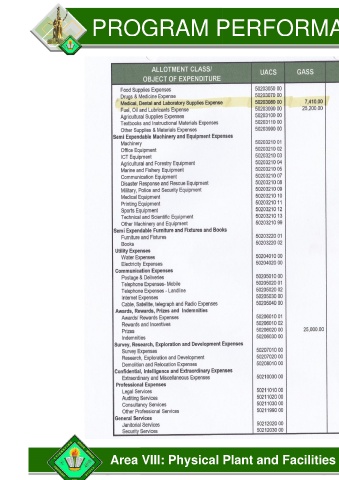 PROGRAM PERFORMA
ALLOTMENT CLASS/ OBJECT OF EXPENDITURE UACS GASS
Food Supplies Expenses 50203050 00
Drugs & Medicine Expense 50203070 00
Medical, Dental and Laboratory Supplies Expense 50203080 00 7,410.00
Fuel, Oil and Lubricants Expense 50203090 00 20,200.00
Agricultural Supplies Expenses 50203100 00
Textbooks and Instructional Materials Expenses 50203110 00
Other Supplies & Materials Expenses 50203990 00
Semi Expendable Machinery and Equipment Expenses
Machinery 50203210 01
Office Equipment 50203210 02
ICT Equipment 50203210 03
Agricultural and Forestry Equipment 50203210 04
Marine and Fishery Equipment 50203210 05
Communication Equipment 50203210 07
Disaster Response and Rescue Equipment 50203210 08
Military, Police and Security Equipment 50203210 09
Medical Equipment 50203210 10
Printing Equipment 50203210 11
Sports Equipment 50203210 12
Technical and Scientific Equipment 50203210 13
Other Machinery and Equipment 50203210 99
Semi Expendable Furniture and Fixtures and Books
Furniture and Fixtures 50203220 01
Books 50203220 02
Utility Expenses
Water Expenses 50204010 00
Electricity Expenses 50204020 00
Communication Expenses
Postage & Deliveries 50205010 00
Telephone Expenses- Mobile 50205020 01
Telephone Expenses - Landline 50205020 02
Internet Expenses 50205030 00
Cable, Satellite, telegraph and Radio Expenses 50205040 00
Awards, Rewards, Prizes and Indemnities
Awards/ Rewards Expenses 50206010 01
Rewards and Incentives 50206010 02
Prizes 50206020 00 25,000.00
Indemnities 50206030 00
Survey, Research, Exploration and Development Expenses
Survey Expenses 50207010 00
Research, Exploration and Development 50207020 00
Demolition and Relocation Expenses 50208010 00
Confidential, Intelligence and Extraordinary Expenses
Extraordinary and Miscellaneous Expenses 50210030 00
Professional Expenses
Legal Services 50211010 00
Auditing Services 50211020 00
Consultancy Services 50211030 00
Other Professional Services 50211990 00
General Services
Janitorial Services 50212020 00
Security Services 50212030 00
Area VIII: Physical Plant and Facilities